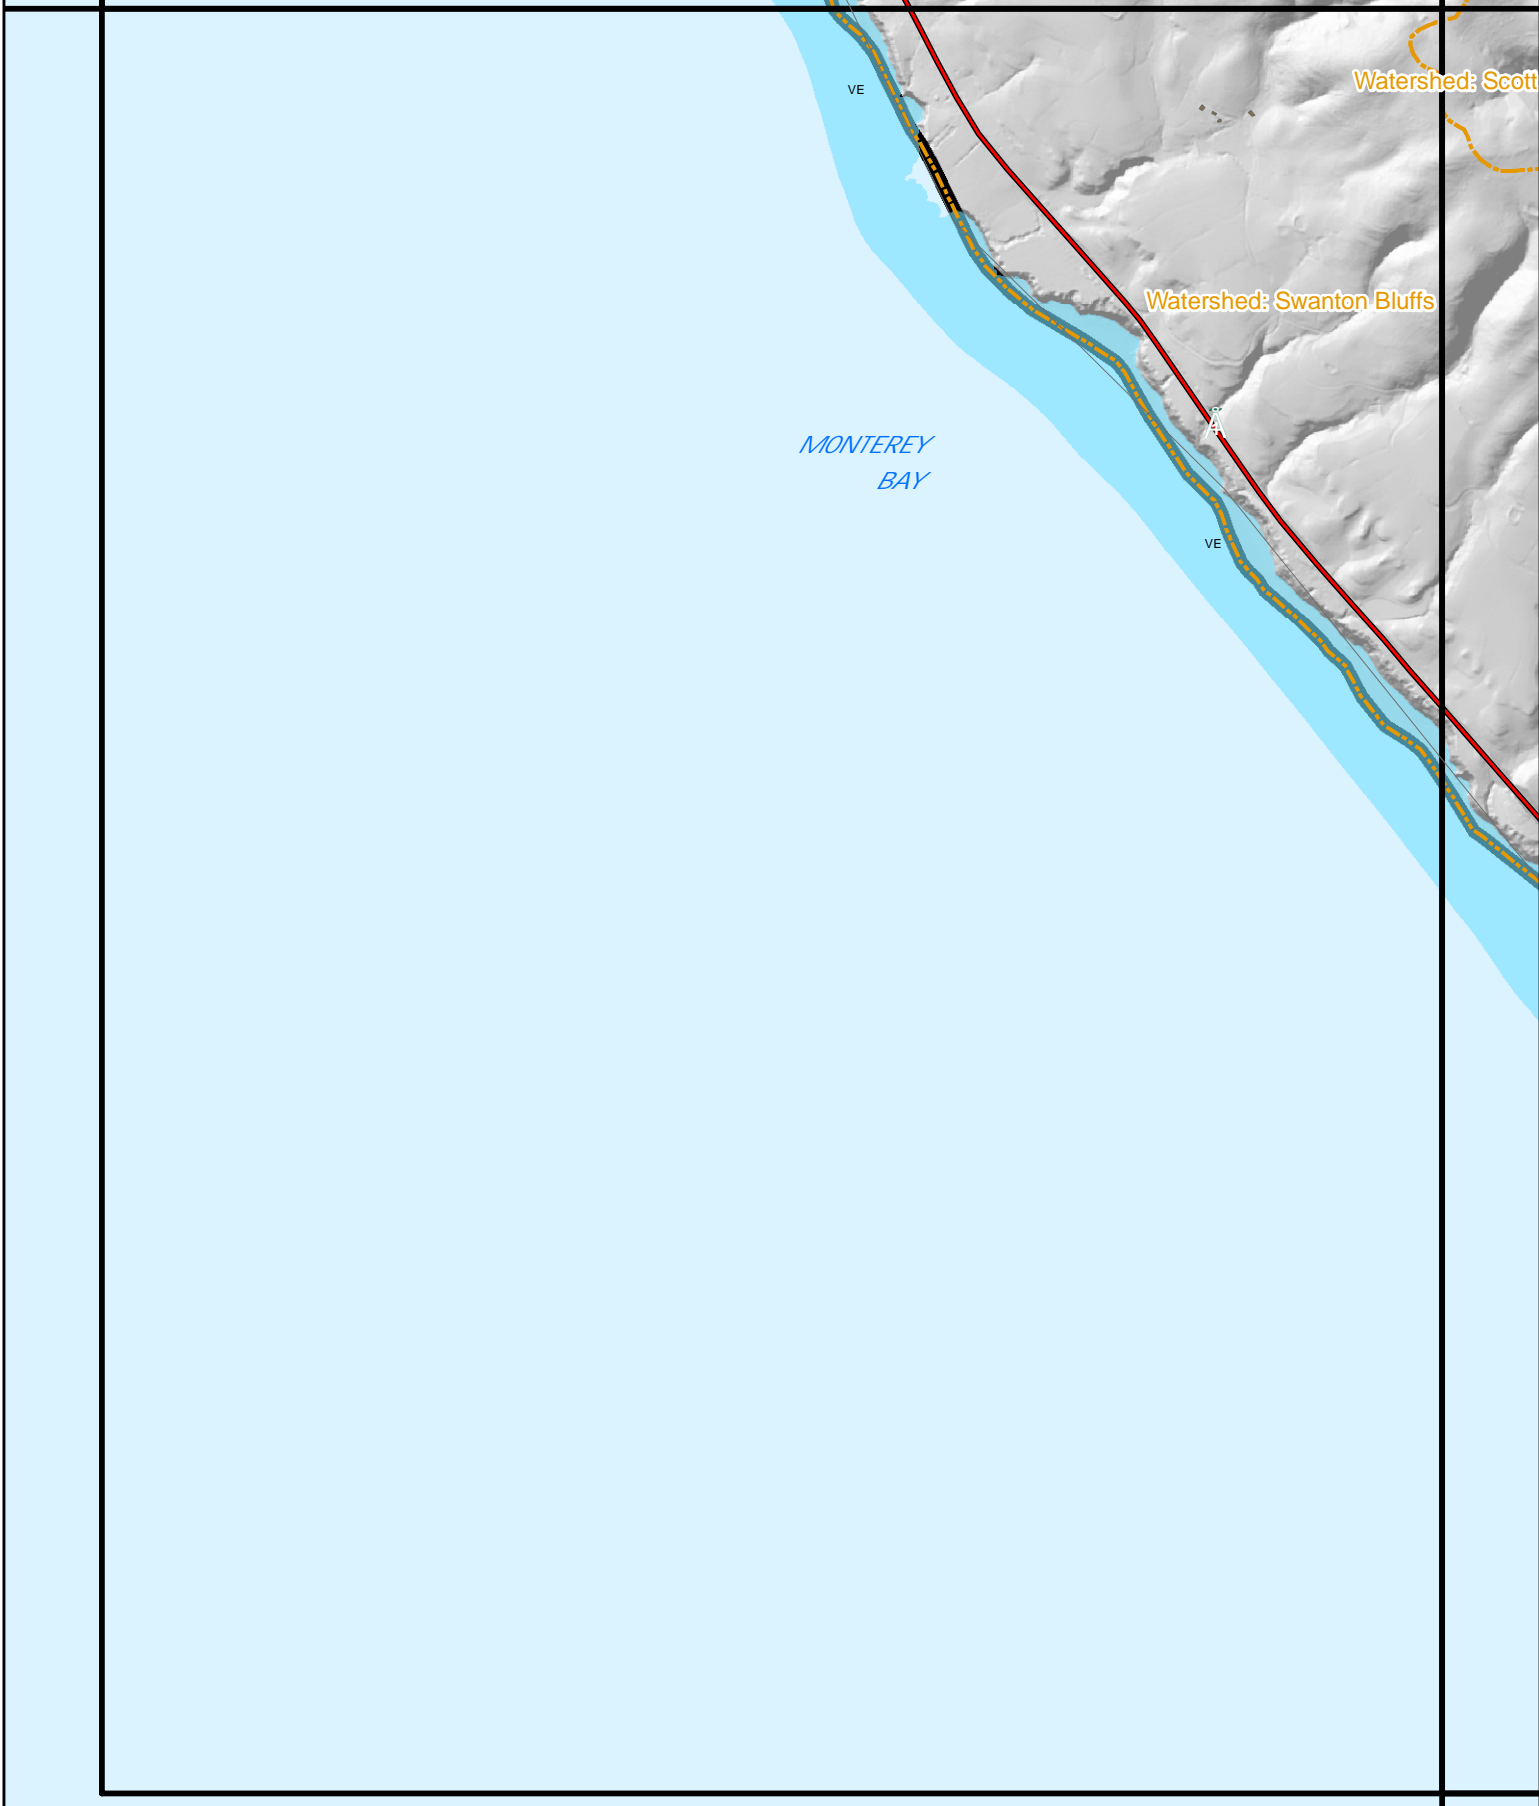 Watershed: Scott
VE
Watershed: Swanton Bluffs
Å
MONTEREY
BAY
VE